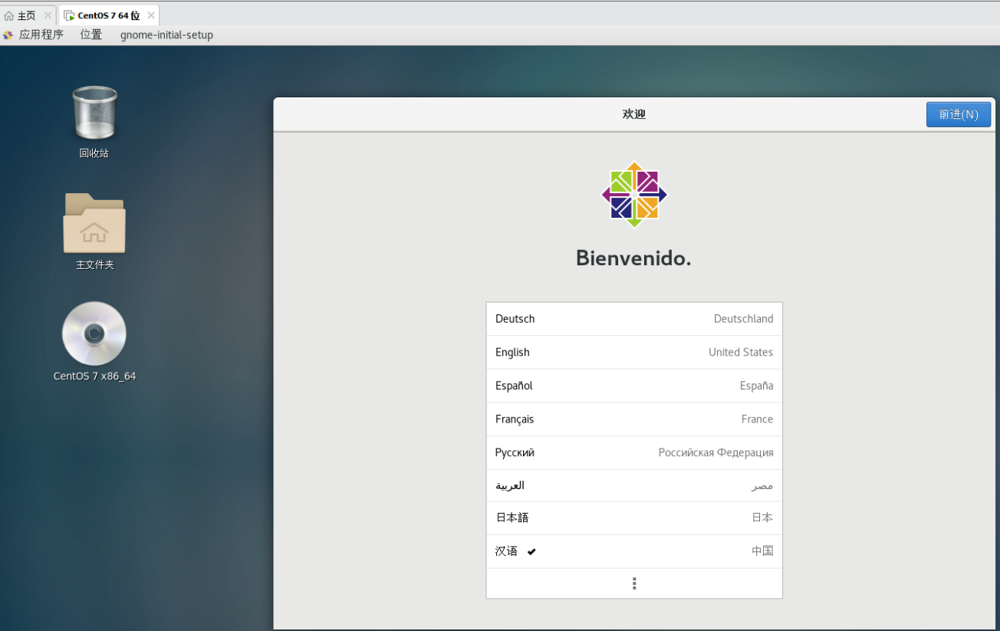 主页
CentOS 7 64 位
应用程序 位置 gnome-initial-setup
回收站
主文件夹
CentOS 7 x86_64
欢迎
前进(N)
Bienvenido.
Deutsch Deutschland
English United States
Español España
Français France
Русский Российская Федерация
العربية مصر
日本語 日本
汉语 中国